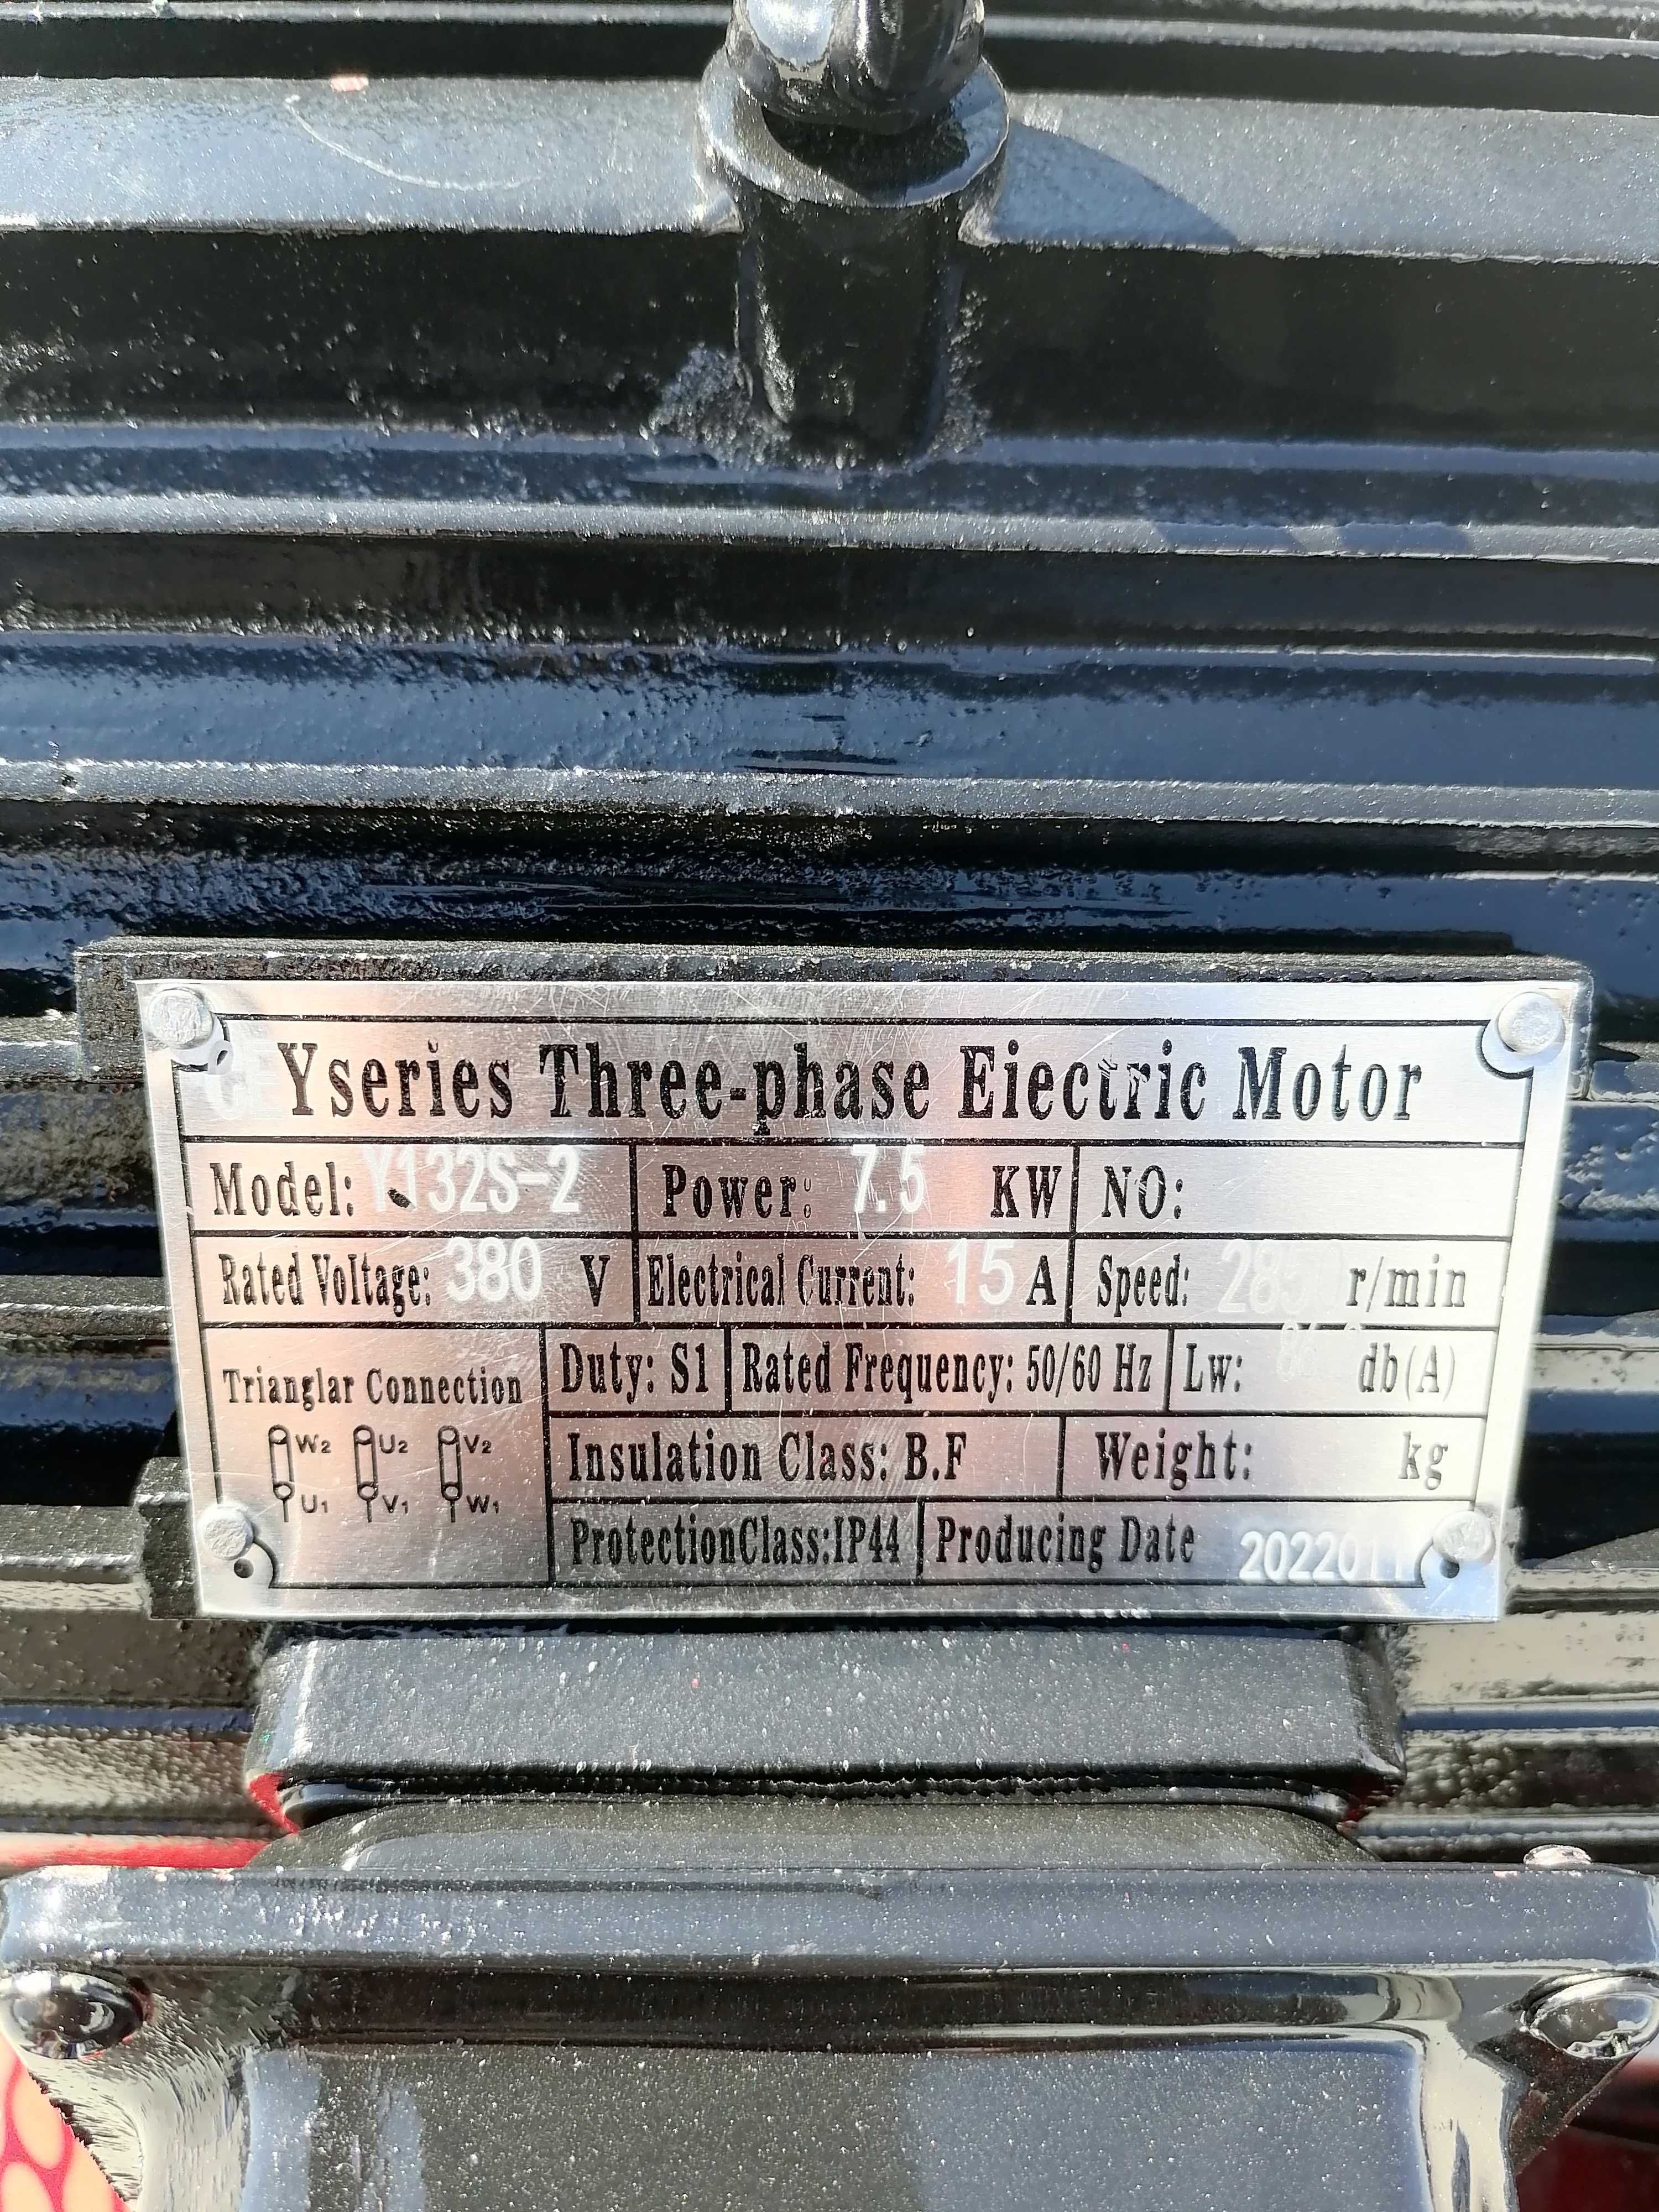 Yseries Three-phase Eiectric Motor
Model: Y132S-2 Power: 7.5 KW NO:
Rated Voltage: 380 V Electrical Current: 15 A Speed: r/min
Trianglar Connection
W2 U2 V2
U1 V1 W1
Duty: S1 Rated Frequency: 50/60 Hz Lw: db(A)
Insulation Class: B.F Weight: kg
ProtectionClass:IP44 Producing Date 2022011